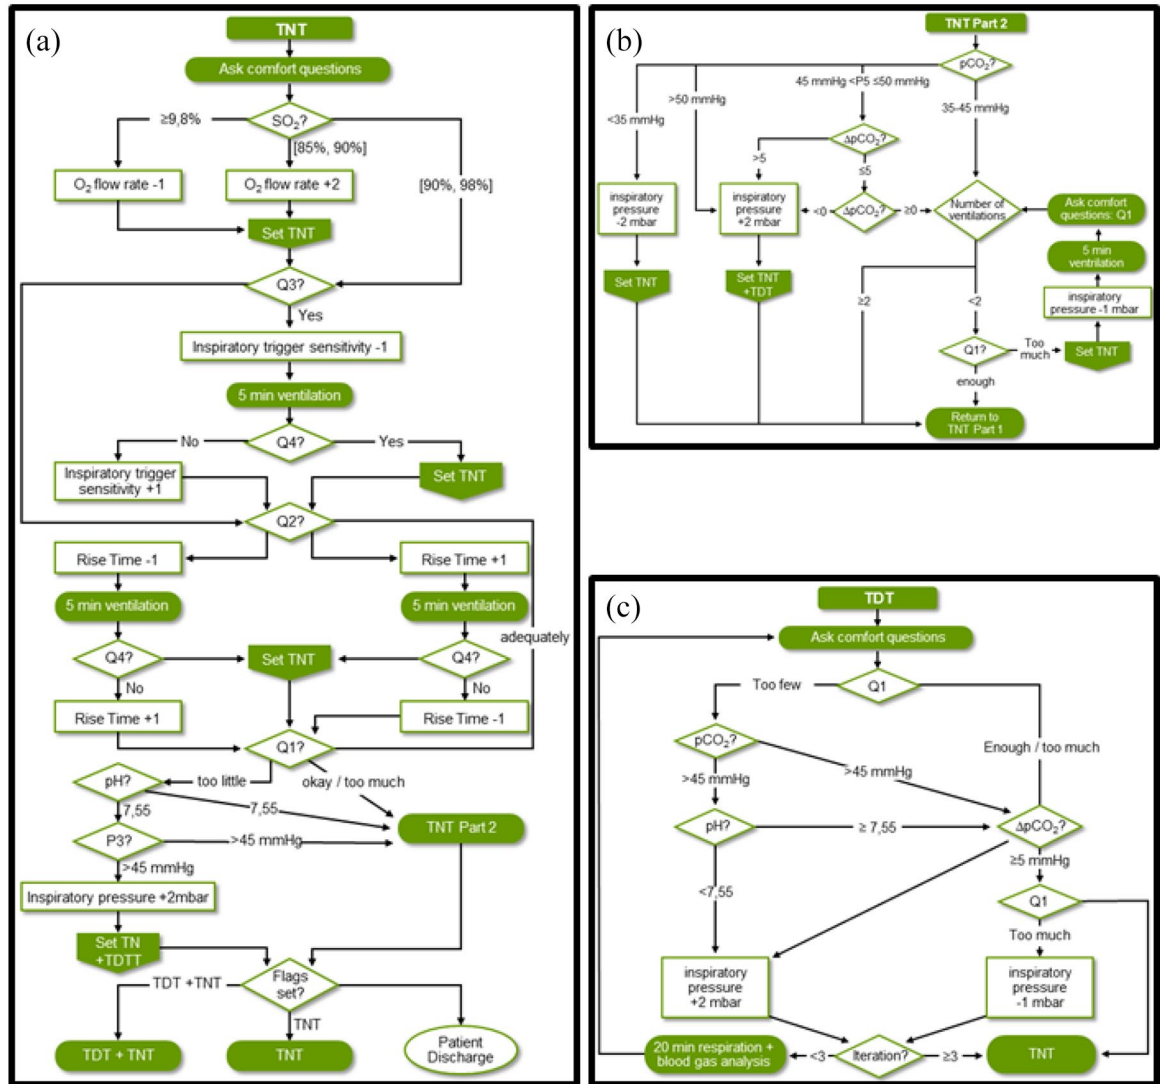 (a)
TNT
Ask comfort questions
SO₂?
≥9,8%
[85%, 90%]
[90%, 98%]
O₂ flow rate -1
O₂ flow rate +2
Set TNT
Q3?
Yes
Inspiratory trigger sensitivity -1
5 min ventilation
Q4?
No
Yes
Inspiratory trigger
sensitivity +1
Set TNT
Q2?
Rise Time -1
Rise Time +1
5 min ventilation
5 min ventilation
adequately
Q4?
Set TNT
Q4?
No
No
Rise Time +1
Rise Time -1
Q1?
pH?
too little
okay / too much
7,55
7,55
TNT Part 2
P3?
>45 mmHg
>45 mmHg
Inspiratory pressure +2mbar
Set TN
+TDTT
Flags
set?
TDT +TNT
TNT
TDT + TNT
TNT
Patient
Discharge
(b)
TNT Part 2
pCO₂?
<35 mmHg
>50 mmHg
45 mmHg <P5 ≤50 mmHg
35-45 mmHg
ΔpCO₂?
>5
≤5
inspiratory
pressure
-2 mbar
inspiratory
pressure
+2 mbar
<0
ΔpCO₂?
≥0
Number of
ventilations
Ask comfort
questions: Q1
5 min
ventrilation
inspiratory
pressure -1 mbar
Set TNT
Set TNT
+TDT
≥2
<2
Q1?
Too
much
Set TNT
enough
Return to
TNT Part 1
(c)
TDT
Ask comfort questions
Q1
Too few
Enough / too much
pCO₂?
>45 mmHg
>45 mmHg
pH?
≥ 7,55
ΔpCO₂?
≥5 mmHg
<7,55
Q1
Too much
inspiratory
pressure
+2 mbar
inspiratory
pressure
-1 mbar
20 min respiration +
blood gas analysis
<3
Iteration?
≥3
TNT